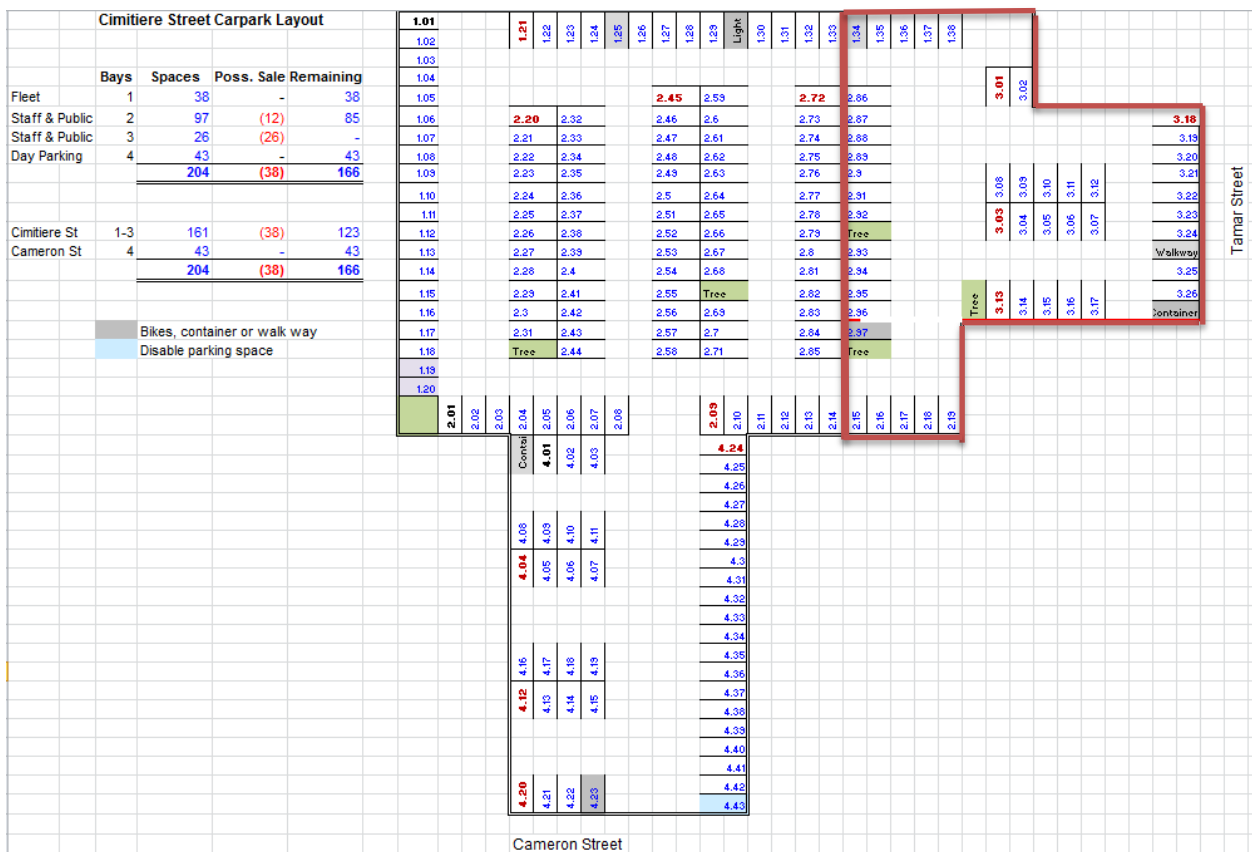 Cimitiere Street Carpark Layout
Bays Spaces Poss. Sale Remaining
Fleet 1 38 - 38
Staff & Public 2 97 (12) 85
Staff & Public 3 26 (26) -
Day Parking 4 43 - 43
204 (38) 166
Cimitiere St 1-3 161 (38) 123
Cameron St 4 43 - 43
204 (38) 166
Bikes, container or walk way
Disable parking space
1.01 1.21 1.22 1.23 1.24 1.25 1.26 1.27 1.28 1.29 Light 1.30 1.31 1.32 1.33 1.34 1.35 1.36 1.37 1.38
1.02
1.03
1.04 3.01 3.02
1.05 2.45 2.59 2.72 2.86
1.06 2.20 2.32 2.46 2.6 2.73 2.87 3.18
1.07 2.21 2.33 2.47 2.61 2.74 2.88 3.19
1.08 2.22 2.34 2.48 2.62 2.75 2.89 3.20
1.09 2.23 2.35 2.49 2.63 2.76 2.9 3.21
3.08 3.09 3.10 3.11 3.12
1.10 2.24 2.36 2.5 2.64 2.77 2.91 3.22
1.11 2.25 2.37 2.51 2.65 2.78 2.92 3.23
3.03 3.04 3.05 3.06 3.07
1.12 2.26 2.38 2.52 2.66 2.79 Tree 3.24
1.13 2.27 2.39 2.53 2.67 2.8 2.93 Walkway
1.14 2.28 2.4 2.54 2.68 2.81 2.94 3.25
1.15 2.29 2.41 2.55 Tree 2.82 2.95 3.26
Tree 3.13 3.14 3.15 3.16 3.17
1.16 2.3 2.42 2.56 2.69 2.83 2.96 Container
1.17 2.31 2.43 2.57 2.7 2.84 2.97
1.18 Tree 2.44 2.58 2.71 2.85 Tree
1.19
1.20
2.01 2.02 2.03 2.04 2.05 2.06 2.07 2.08 2.09 2.10 2.11 2.12 2.13 2.14 2.15 2.16 2.17 2.18 2.19
Contai 4.01 4.02 4.03 4.24
4.25
4.26
4.27
4.08 4.09 4.10 4.11 4.28
4.29
4.04 4.05 4.06 4.07 4.3
4.31
4.32
4.33
4.34
4.16 4.17 4.18 4.19 4.35
4.36
4.12 4.13 4.14 4.15 4.37
4.38
4.39
4.40
4.41
4.20 4.21 4.22 4.23 4.42
4.43
Tamar Street
Cameron Street